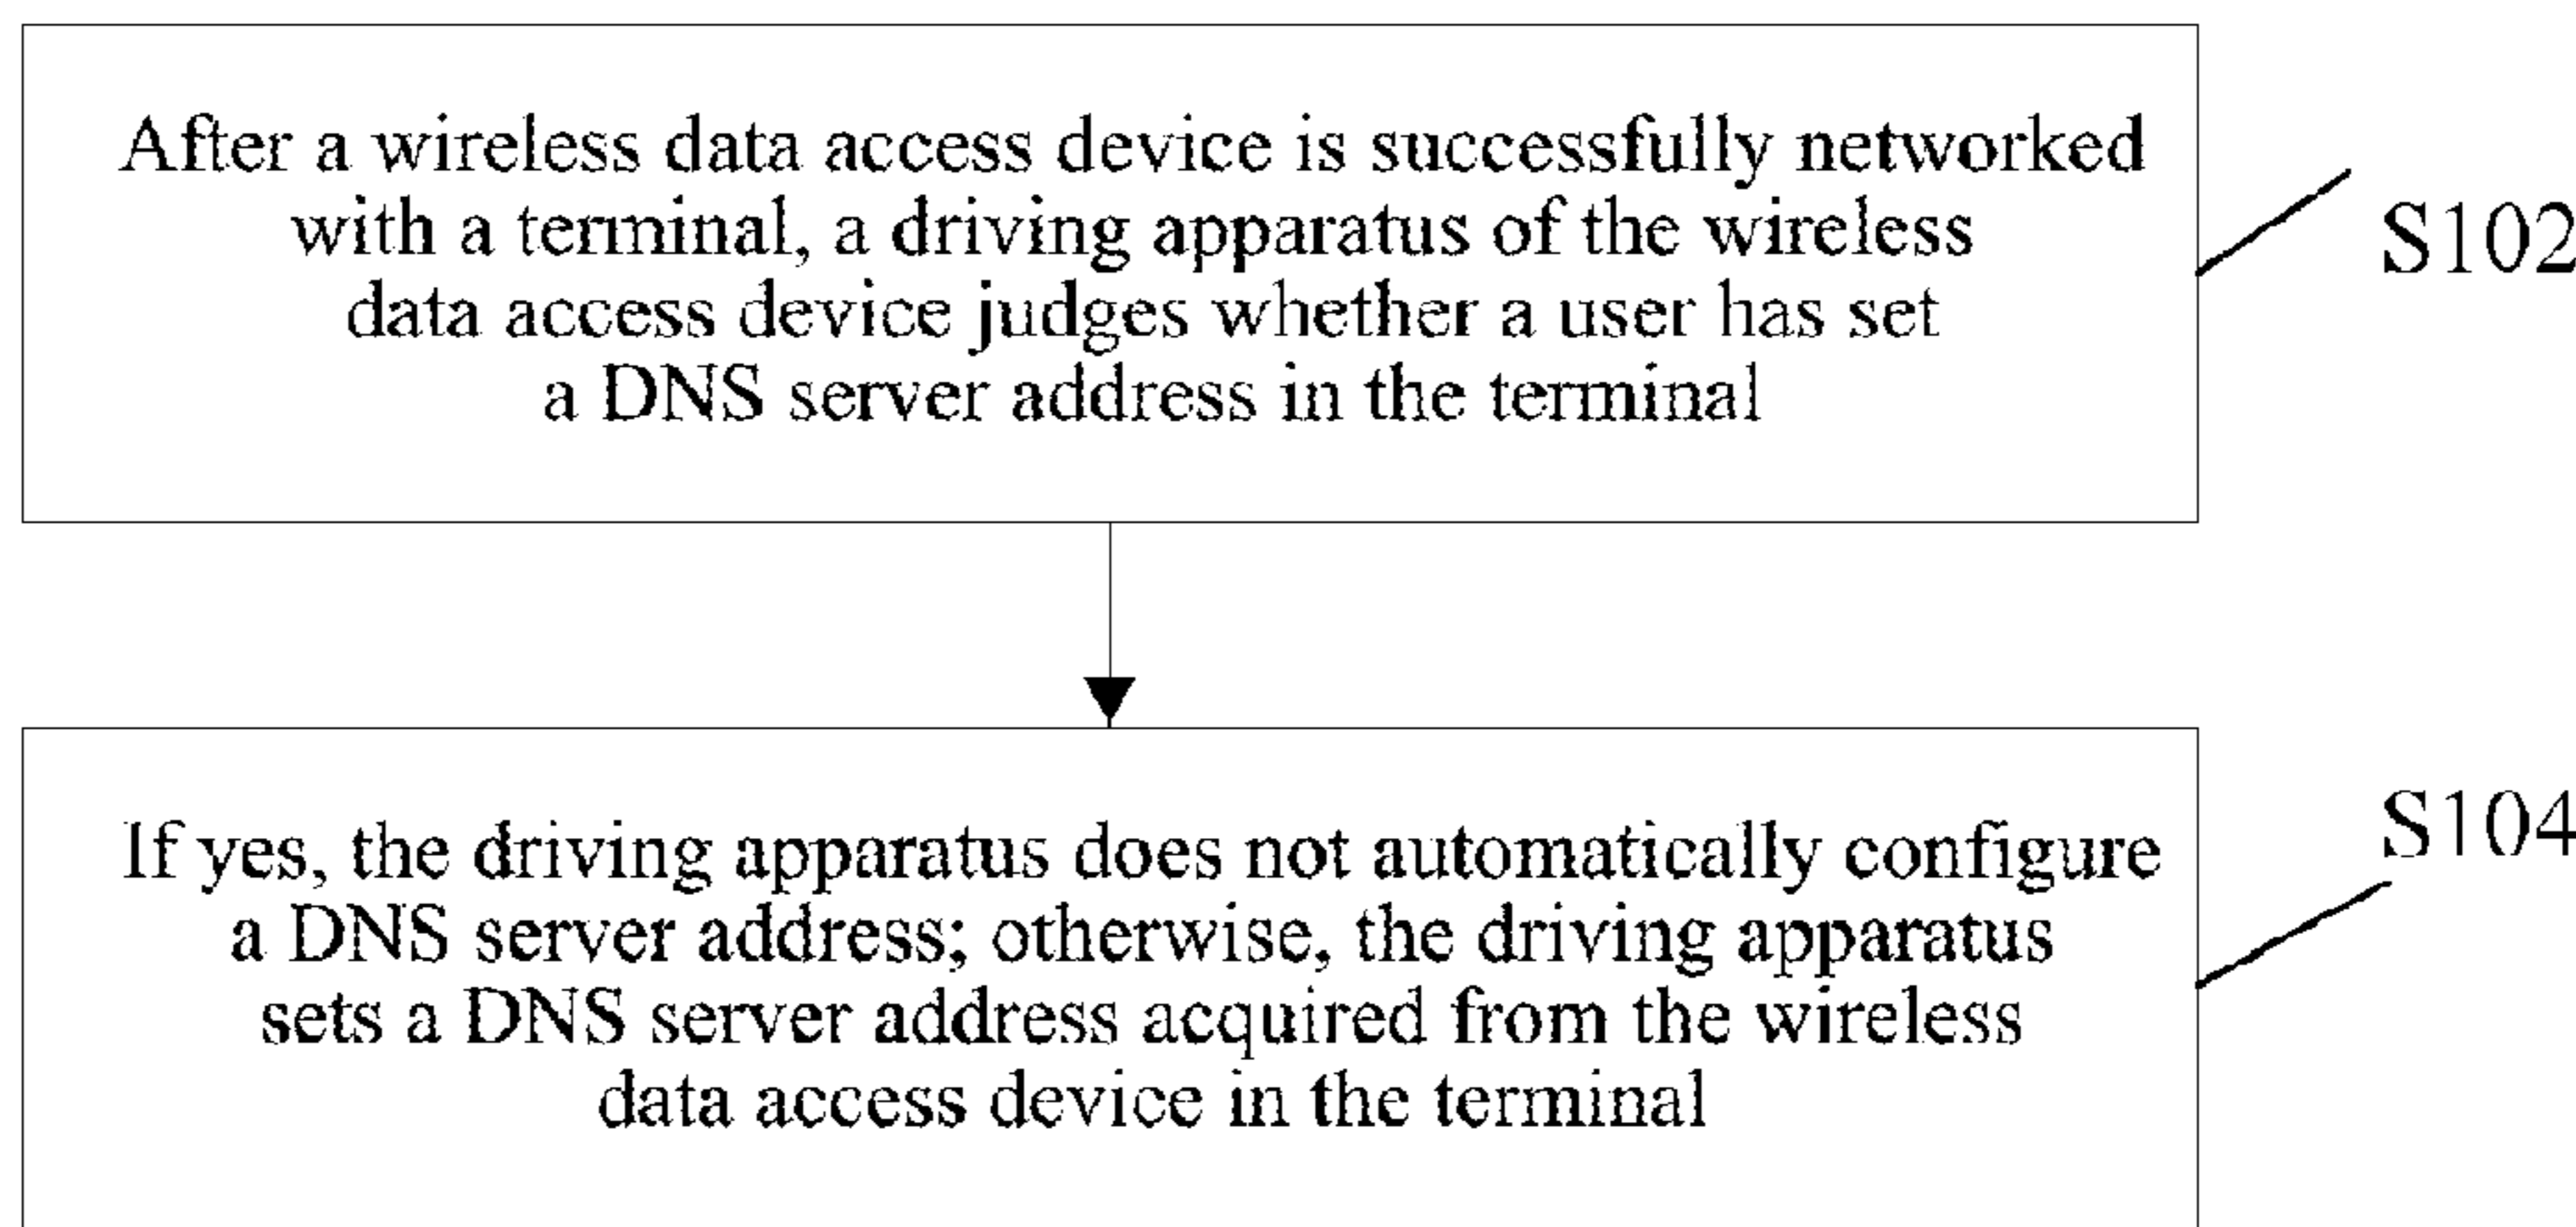 After a wireless data access device is successfully networked
with a terminal, a driving apparatus of the wireless
data access device judges whether a user has set
a DNS server address in the terminal
S102
If yes, the driving apparatus does not automatically configure
a DNS server address; otherwise, the driving apparatus
sets a DNS server address acquired from the wireless
data access device in the terminal
S104